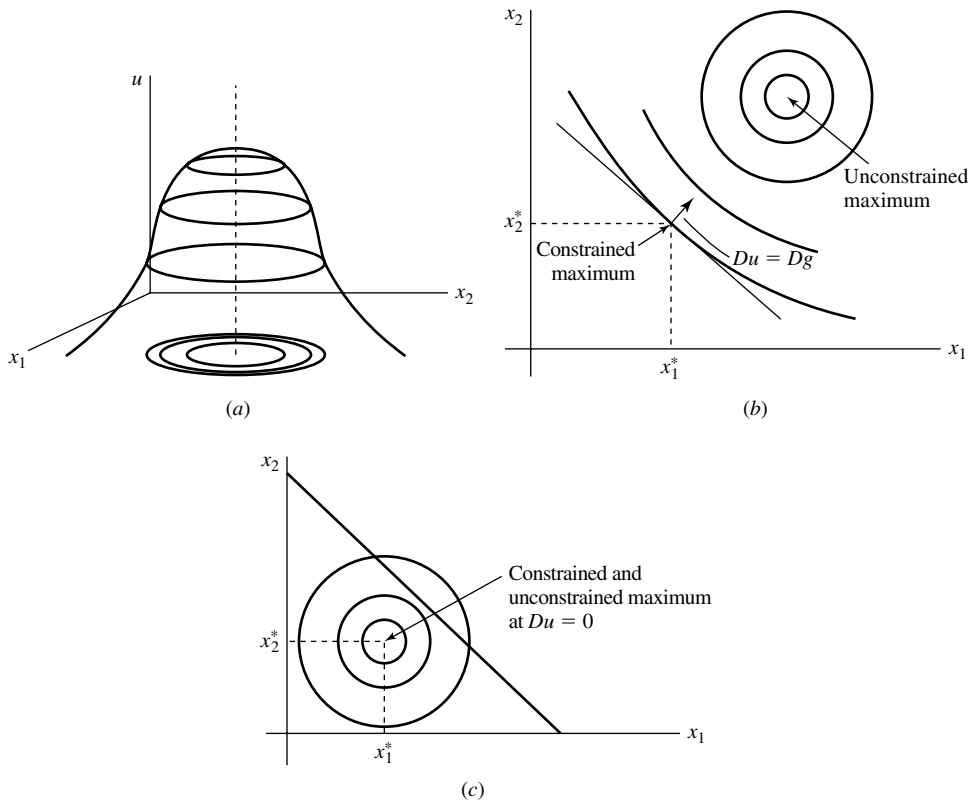 u
x₂
x₁
(a)
x₂
Unconstrained
maximum
x₂*
Constrained
maximum
Du = Dg
x₁
x₁*
(b)
x₂
Constrained and
unconstrained maximum
at Du = 0
x₂*
x₁
x₁*
(c)